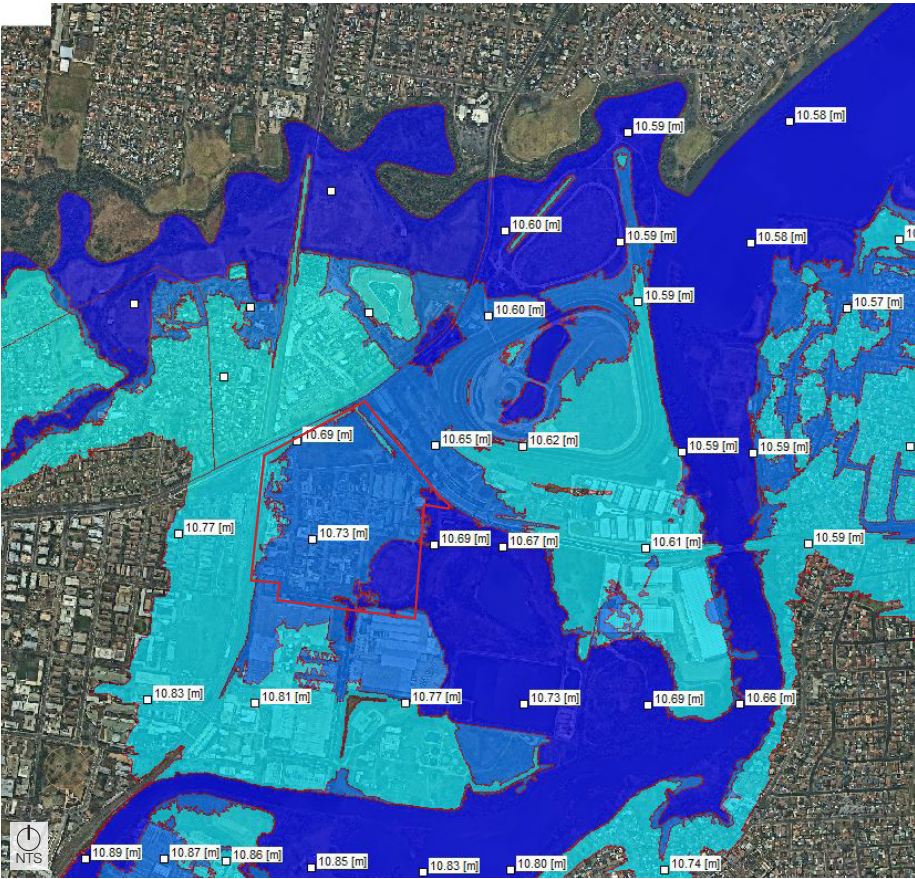 10.58 [m]
10.59 [m]
10.60 [m]
10.59 [m]
10.58 [m]
10.59 [m]
10.57 [m]
10.60 [m]
10.69 [m]
10.65 [m]
10.62 [m]
10.59 [m]
10.59 [m]
10.77 [m]
10.73 [m]
10.69 [m]
10.67 [m]
10.61 [m]
10.59 [m]
10.83 [m]
10.81 [m]
10.77 [m]
10.73 [m]
10.69 [m]
10.66 [m]
NTS
10.89 [m]
10.87 [m]
10.86 [m]
10.85 [m]
10.83 [m]
10.80 [m]
10.74 [m]